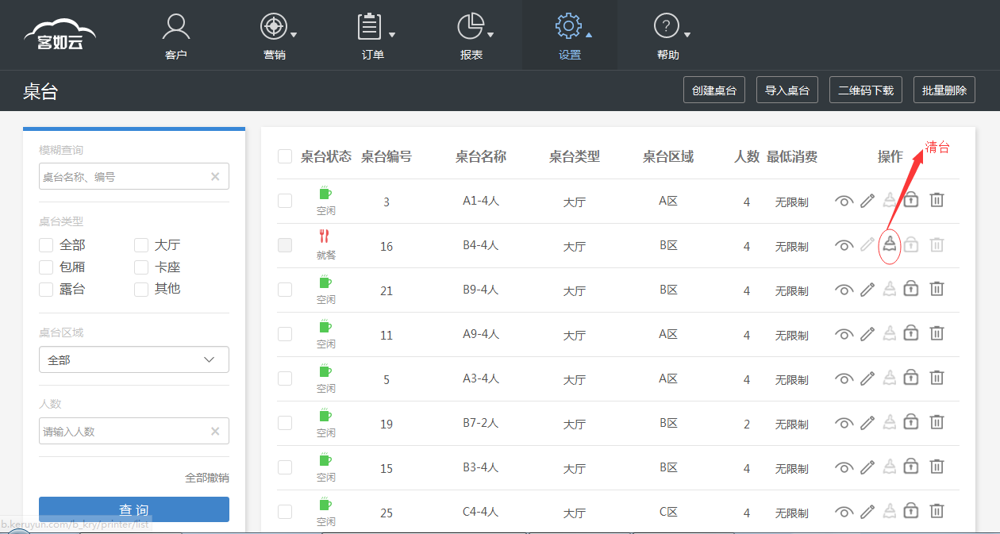 客如云
客户
营销
订单
报表
设置
?
帮助
桌台
创建桌台
导入桌台
二维码下载
批量删除
模糊查询
桌台名称、编号
桌台类型
全部 大厅
包厢 卡座
露台 其他
桌台区域
全部
人数
请输入人数
全部撤销
查 询
b.keruyun.com/b_kry/printer/list
桌台状态 桌台编号 桌台名称 桌台类型 桌台区域 人数 最低消费 操作
清台
空闲 3 A1-4人 大厅 A区 4 无限制
就餐 16 B4-4人 大厅 B区 4 无限制
空闲 21 B9-4人 大厅 B区 4 无限制
空闲 11 A9-4人 大厅 A区 4 无限制
空闲 5 A3-4人 大厅 A区 4 无限制
空闲 19 B7-2人 大厅 B区 2 无限制
空闲 15 B3-4人 大厅 B区 4 无限制
空闲 25 C4-4人 大厅 C区 4 无限制